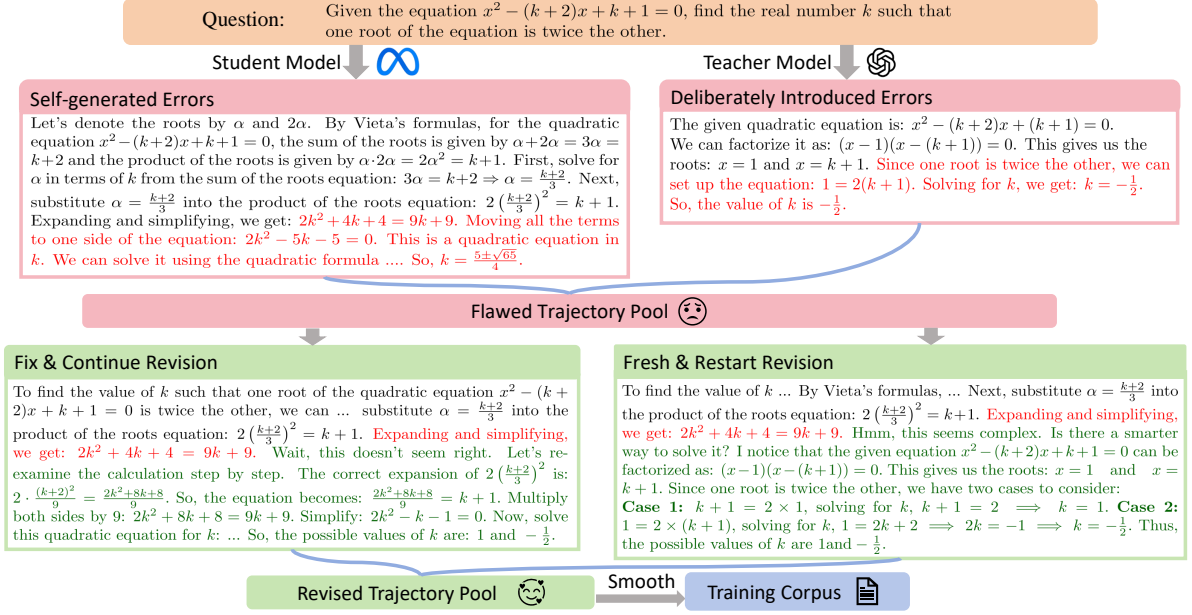 Question:
Given the equation x² − (k + 2)x + k + 1 = 0, find the real number k such that
one root of the equation is twice the other.
Student Model
Teacher Model
Self-generated Errors
Let's denote the roots by α and 2α. By Vieta's formulas, for the quadratic
equation x²−(k+2)x+k+1 = 0, the sum of the roots is given by α+2α = 3α =
k+2 and the product of the roots is given by α·2α = 2α² = k+1. First, solve for
α in terms of k from the sum of the roots equation: 3α = k+2 ⇒ α = (k+2)/3. Next,
substitute α = (k+2)/3 into the product of the roots equation: 2((k+2)/3)² = k + 1.
Expanding and simplifying, we get: 2k² + 4k + 4 = 9k + 9. Moving all the terms
to one side of the equation: 2k² − 5k − 5 = 0. This is a quadratic equation in
k. We can solve it using the quadratic formula .... So, k = (5±√65)/4.
Deliberately Introduced Errors
The given quadratic equation is: x² − (k + 2)x + (k + 1) = 0.
We can factorize it as: (x − 1)(x − (k + 1)) = 0. This gives us the
roots: x = 1 and x = k + 1. Since one root is twice the other, we can
set up the equation: 1 = 2(k + 1). Solving for k, we get: k = −1/2.
So, the value of k is −1/2.
Flawed Trajectory Pool
Fix & Continue Revision
To find the value of k such that one root of the quadratic equation x² − (k +
2)x + k + 1 = 0 is twice the other, we can ... substitute α = (k+2)/3 into the
product of the roots equation: 2((k+2)/3)² = k + 1. Expanding and simplifying,
we get: 2k² + 4k + 4 = 9k + 9. Wait, this doesn't seem right. Let's re-
examine the calculation step by step. The correct expansion of 2((k+2)/3)² is:
2 · (k+2)²/9 = (2k²+8k+8)/9. So, the equation becomes: (2k²+8k+8)/9 = k + 1. Multiply
both sides by 9: 2k² + 8k + 8 = 9k + 9. Simplify: 2k² − k − 1 = 0. Now, solve
this quadratic equation for k: ... So, the possible values of k are: 1 and − 1/2.
Fresh & Restart Revision
To find the value of k ... By Vieta's formulas, ... Next, substitute α = (k+2)/3 into
the product of the roots equation: 2((k+2)/3)² = k+1. Expanding and simplifying,
we get: 2k² + 4k + 4 = 9k + 9. Hmm, this seems complex. Is there a smarter
way to solve it? I notice that the given equation x²−(k+2)x+k+1 = 0 can be
factorized as: (x−1)(x−(k+1)) = 0. This gives us the roots: x = 1 and x =
k + 1. Since one root is twice the other, we have two cases to consider:
Case 1: k + 1 = 2 × 1, solving for k, k + 1 = 2 ⟹ k = 1. Case 2:
1 = 2 × (k + 1), solving for k, 1 = 2k + 2 ⟹ 2k = −1 ⟹ k = −1/2. Thus,
the possible values of k are 1and − 1/2.
Revised Trajectory Pool
Smooth
Training Corpus